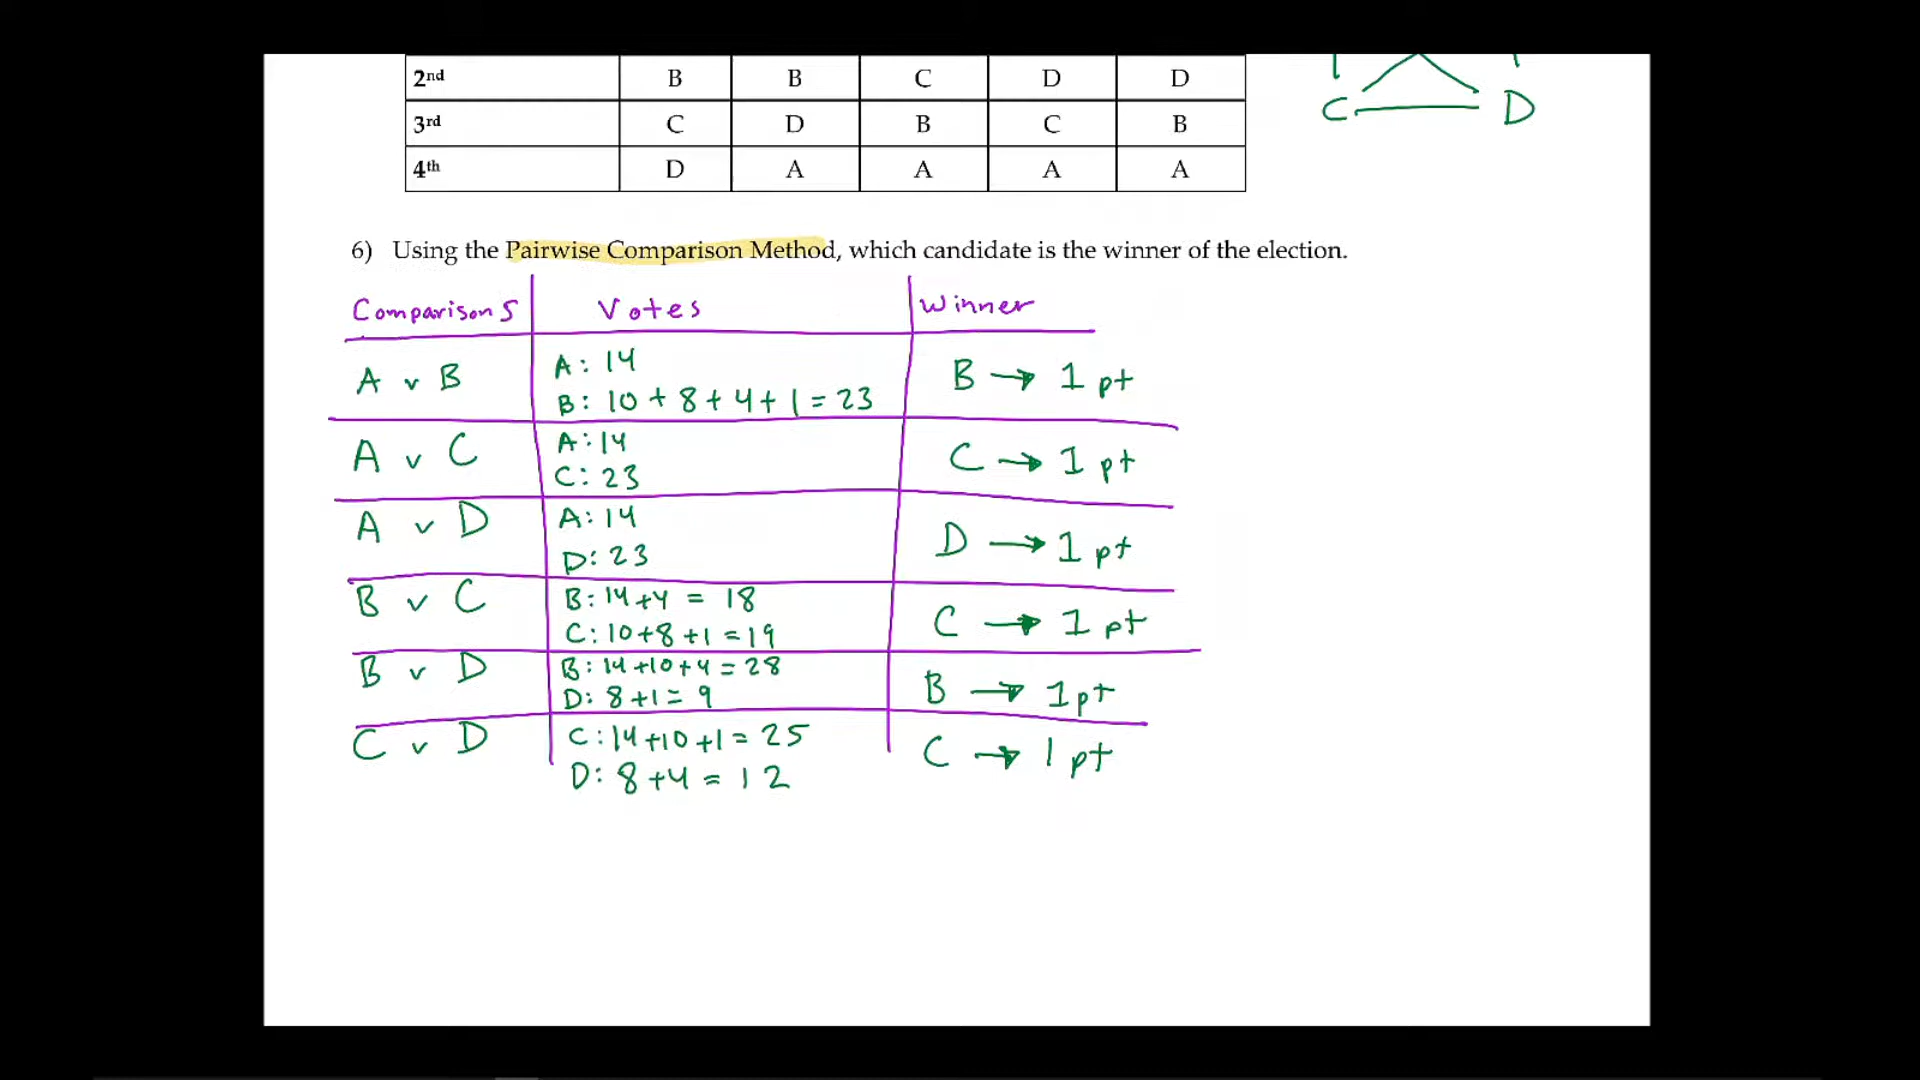 2nd B B C D D
3rd C D B C B
4th D A A A A
C D
6) Using the Pairwise Comparison Method, which candidate is the winner of the election.
Comparisons Votes Winner
A v B
A: 14
B: 10 + 8 + 4 + 1 = 23
B → 1 pt
A v C
A: 14
C: 23
C → 1 pt
A v D
A: 14
D: 23
D → 1 pt
B v C
B: 14 + 4 = 18
C: 10 + 8 + 1 = 19
C → 1 pt
B v D
B: 14 + 10 + 4 = 28
D: 8 + 1 = 9
B → 1 pt
C v D
C: 14 + 10 + 1 = 25
D: 8 + 4 = 12
C → 1 pt